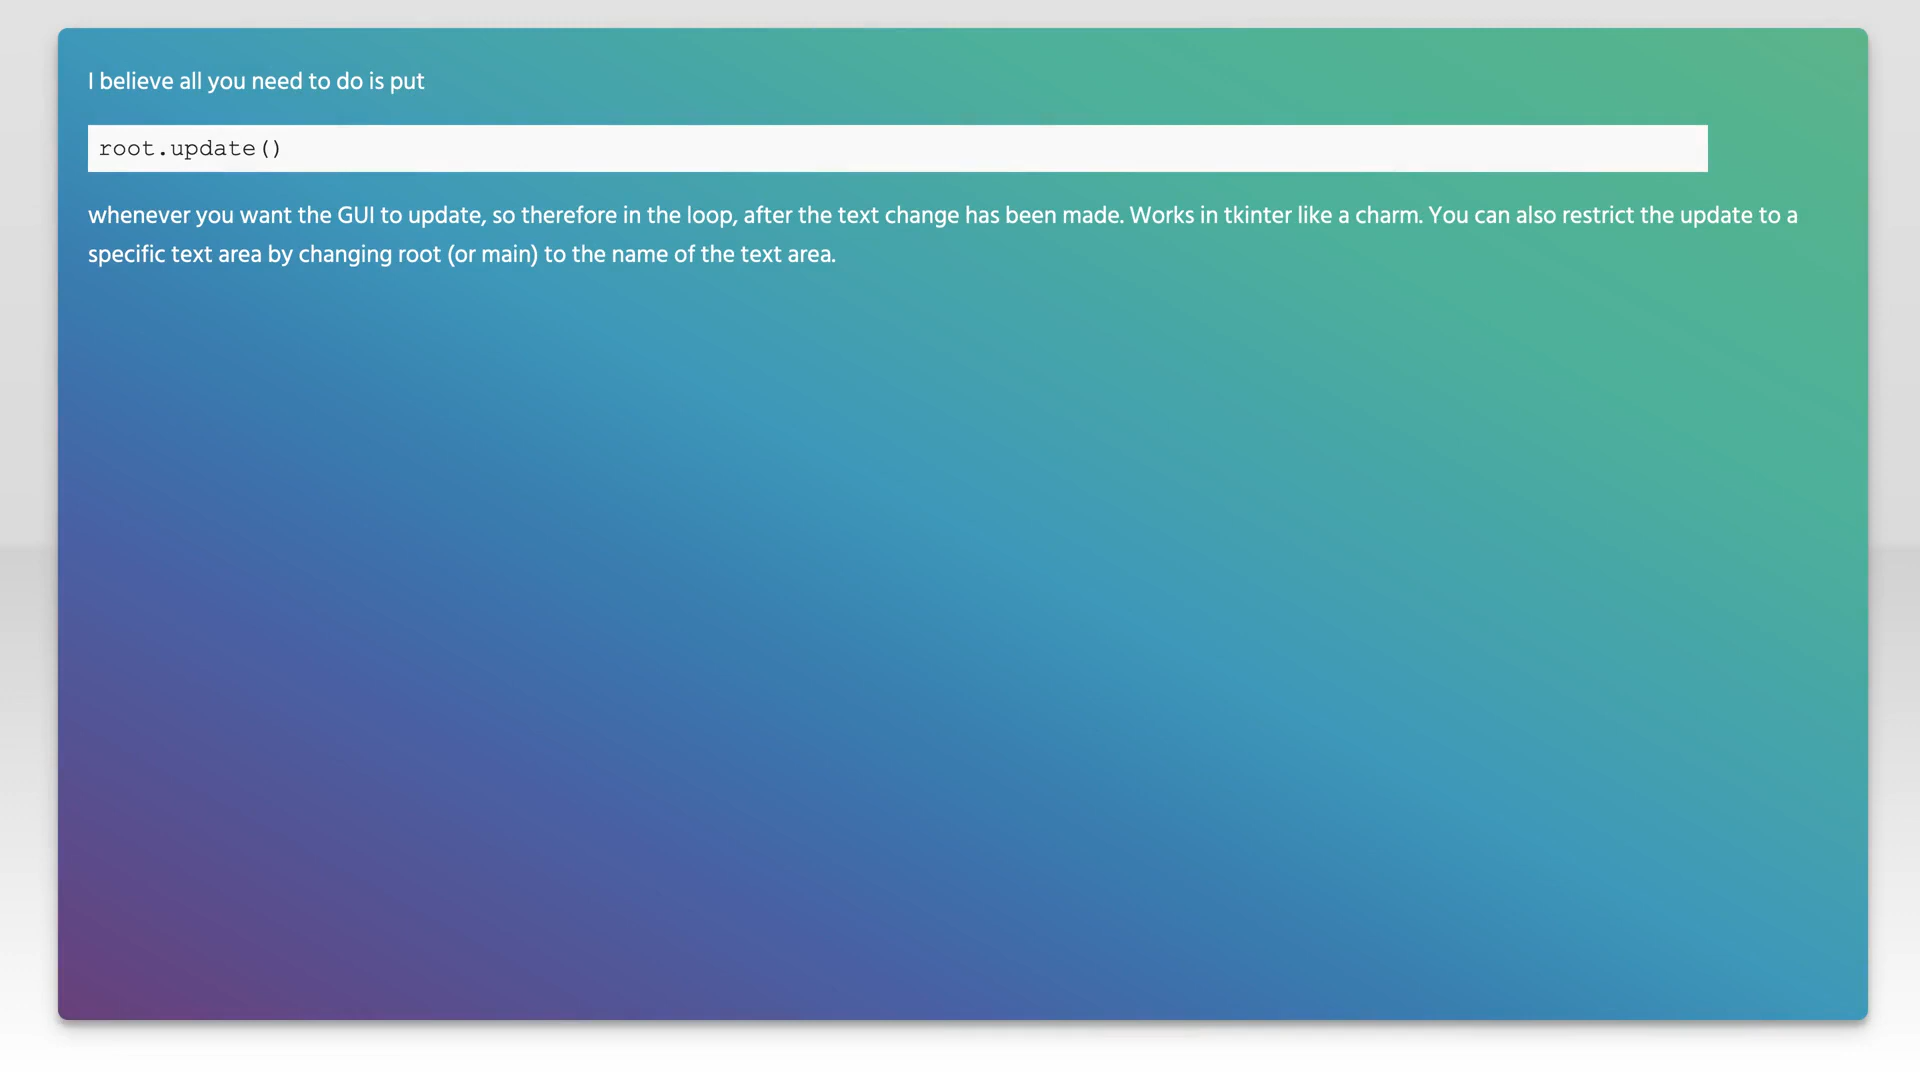 I believe all you need to do is put
root.update()
whenever you want the GUI to update, so therefore in the loop, after the text change has been made. Works in tkinter like a charm. You can also restrict the update to a
specific text area by changing root (or main) to the name of the text area.